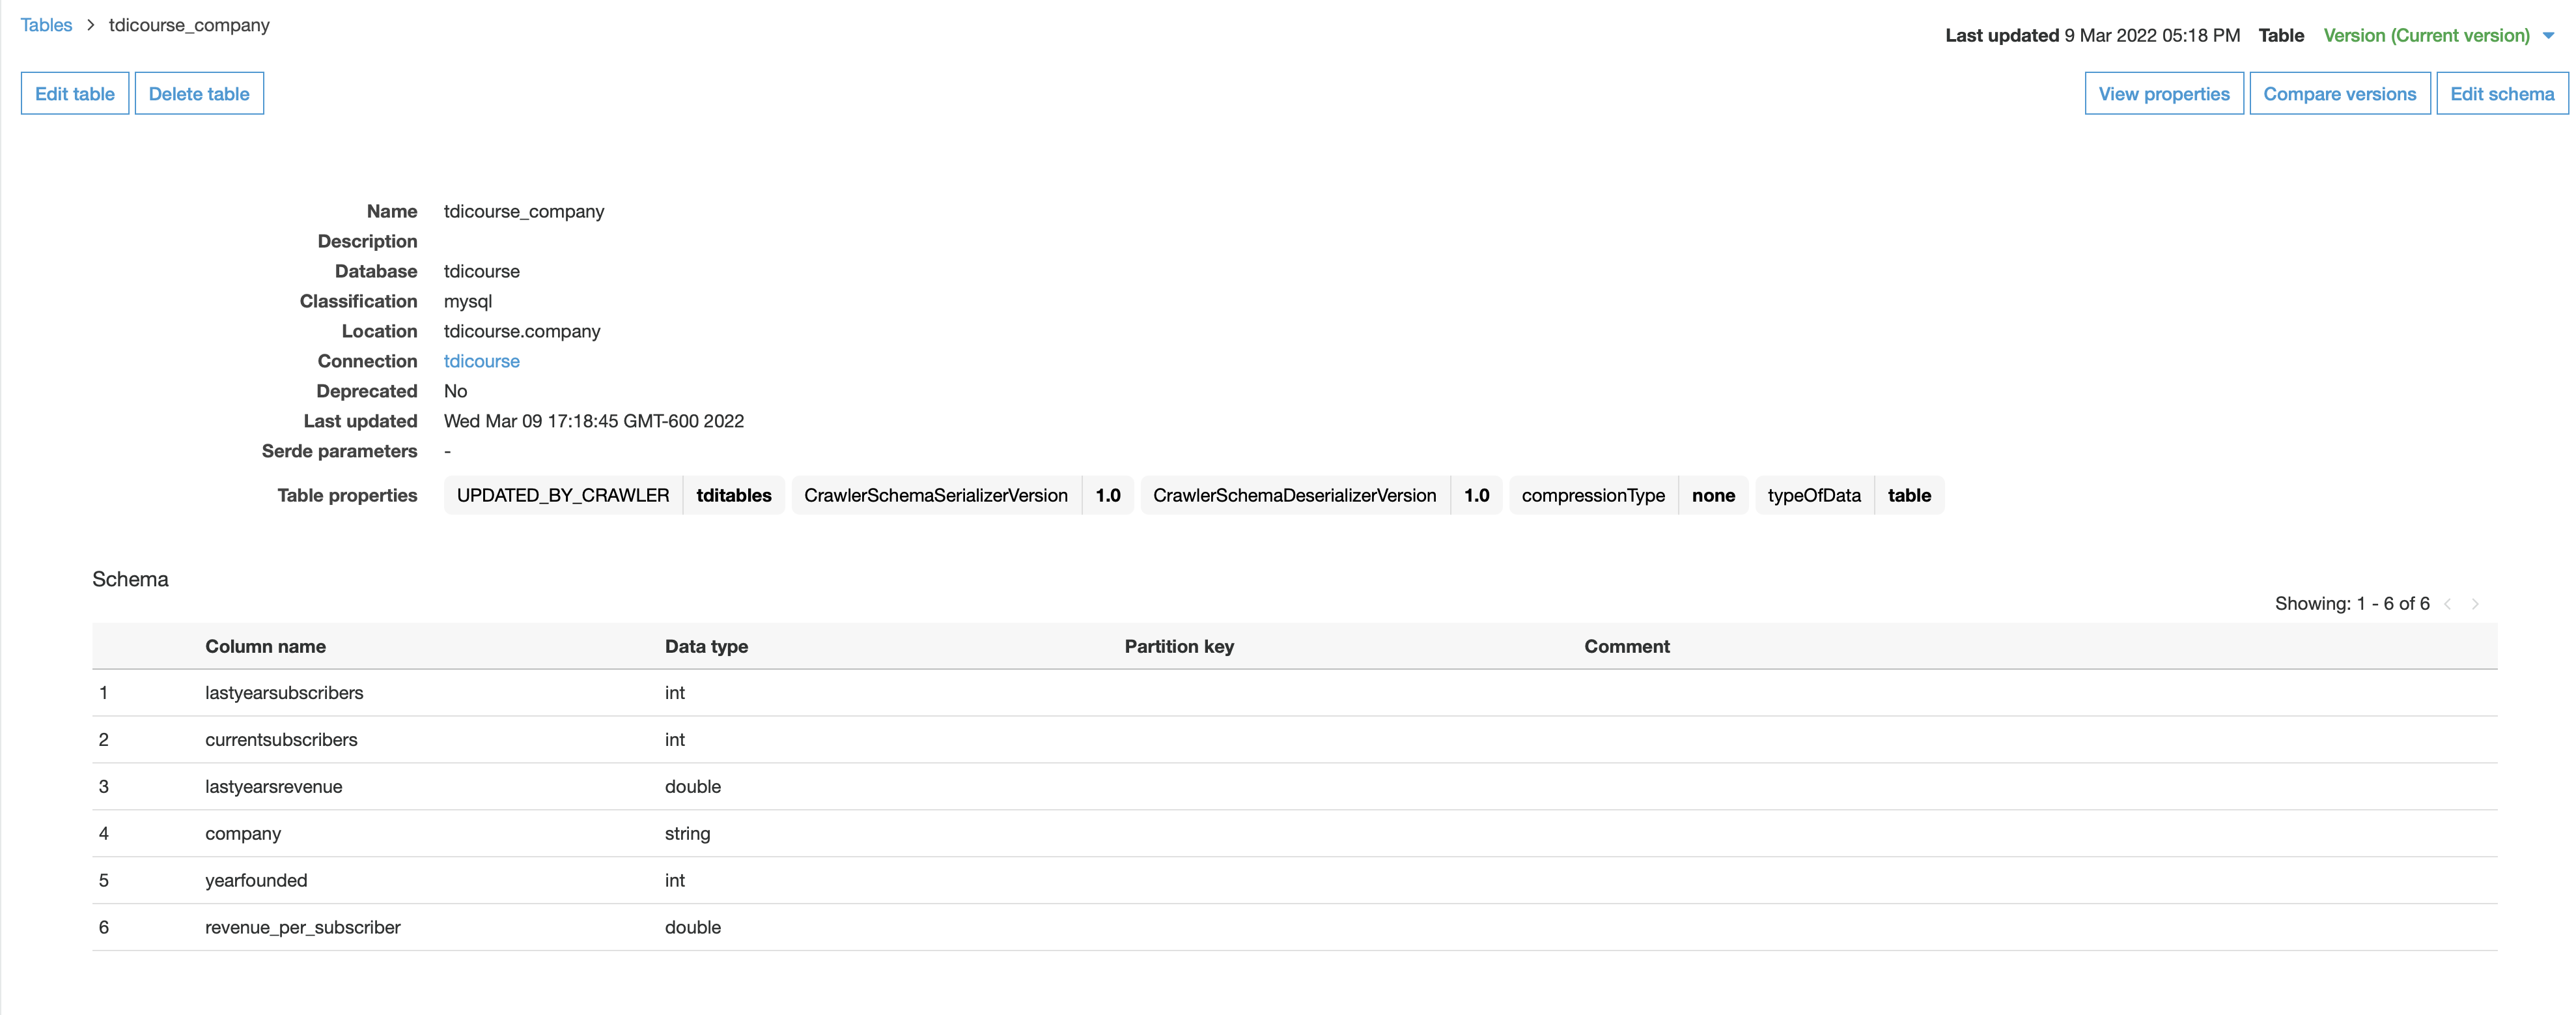 Tables > tdicourse_company
Last updated 9 Mar 2022 05:18 PM Table Version (Current version)
Edit table Delete table View properties Compare versions Edit schema
Name tdicourse_company
Description
Database tdicourse
Classification mysql
Location tdicourse.company
Connection tdicourse
Deprecated No
Last updated Wed Mar 09 17:18:45 GMT-600 2022
Serde parameters -
Table properties UPDATED_BY_CRAWLER tditables CrawlerSchemaSerializerVersion 1.0 CrawlerSchemaDeserializerVersion 1.0 compressionType none typeOfData table
Schema
Showing: 1 - 6 of 6 < >
Column name Data type Partition key Comment
1 lastyearsubscribers int
2 currentsubscribers int
3 lastyearsrevenue double
4 company string
5 yearfounded int
6 revenue_per_subscriber double